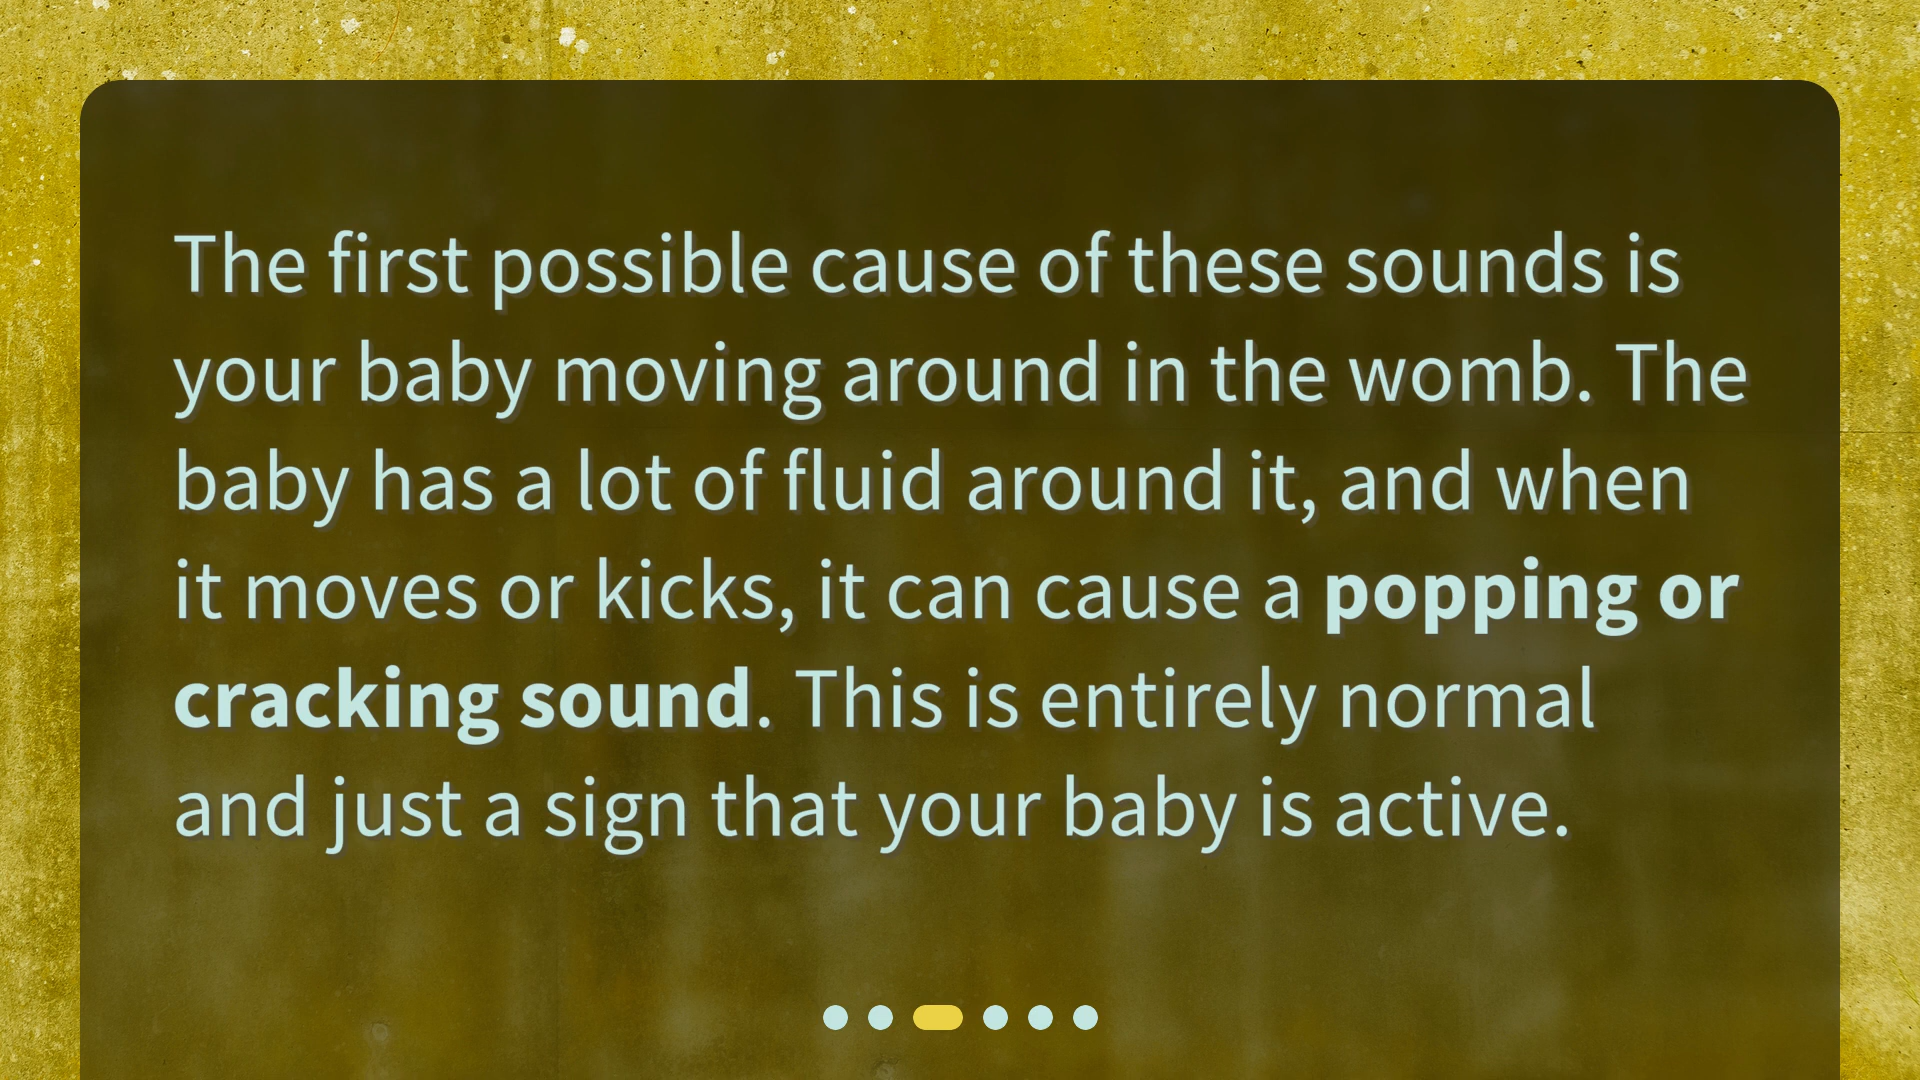 The first possible cause of these sounds is
your baby moving around in the womb. The
baby has a lot of fluid around it, and when
it moves or kicks, it can cause a popping or
cracking sound. This is entirely normal
and just a sign that your baby is active.